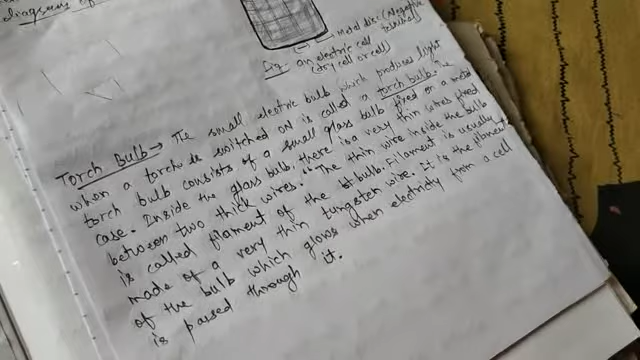 diagram of
metal disc (Negative
terminal)
Fig an electric cell
(dry cell or cell)
Torch Bulb → The small electric bulb which produces light
when a torch is switched ON is called a torch bulb. The
torch bulb consists of a small glass bulb fixed on a metal
case. Inside the glass bulb, there is a very thin wire fixed
between two thick wires. "The thin wire inside the bulb
is called filament of the bulb. Filament is usually
made of a very thin tungsten wire. It is the filament
of the bulb which glows when electricity from a cell
is passed through it.